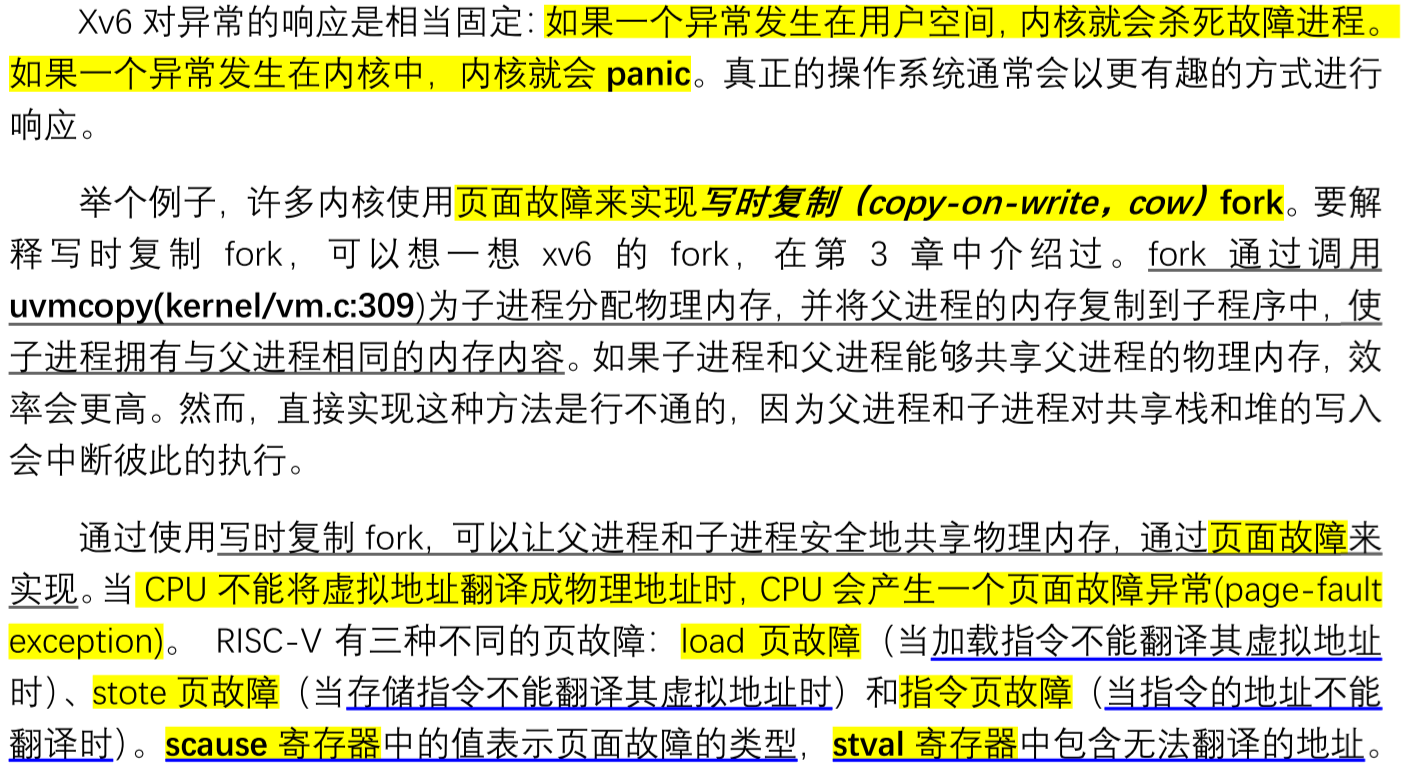 Xv6 对异常的响应是相当固定：如果一个异常发生在用户空间，内核就会杀死故障进程。
如果一个异常发生在内核中，内核就会 panic。真正的操作系统通常会以更有趣的方式进行
响应。
举个例子，许多内核使用页面故障来实现写时复制（copy-on-write，cow）fork。要解
释写时复制 fork，可以想一想 xv6 的 fork，在第 3 章中介绍过。fork 通过调用
uvmcopy(kernel/vm.c:309)为子进程分配物理内存，并将父进程的内存复制到子程序中，使
子进程拥有与父进程相同的内存内容。如果子进程和父进程能够共享父进程的物理内存，效
率会更高。然而，直接实现这种方法是行不通的，因为父进程和子进程对共享栈和堆的写入
会中断彼此的执行。
通过使用写时复制 fork，可以让父进程和子进程安全地共享物理内存，通过页面故障来
实现。当 CPU 不能将虚拟地址翻译成物理地址时，CPU 会产生一个页面故障异常(page-fault
exception)。 RISC-V 有三种不同的页故障：load 页故障（当加载指令不能翻译其虚拟地址
时）、stote 页故障（当存储指令不能翻译其虚拟地址时）和指令页故障（当指令的地址不能
翻译时）。scause 寄存器中的值表示页面故障的类型，stval 寄存器中包含无法翻译的地址。